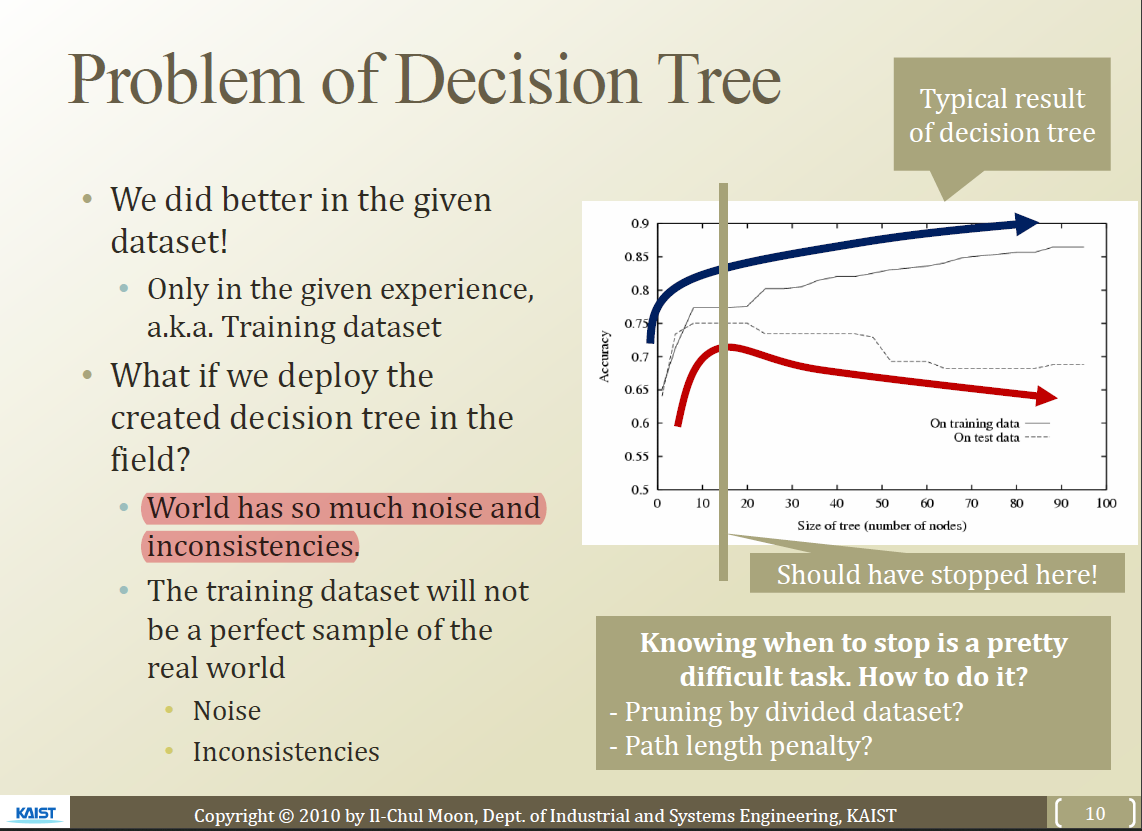 Problem of Decision Tree
Typical result
of decision tree
• We did better in the given
dataset!
• Only in the given experience,
a.k.a. Training dataset
• What if we deploy the
created decision tree in the
field?
• World has so much noise and
inconsistencies.
• The training dataset will not
be a perfect sample of the
real world
• Noise
• Inconsistencies
0.9
0.85
0.8
0.75
0.7
0.65
0.6
0.55
0.5
Accuracy
On training data
On test data
0 10 20 30 40 50 60 70 80 90 100
Size of tree (number of nodes)
Should have stopped here!
Knowing when to stop is a pretty
difficult task. How to do it?
- Pruning by divided dataset?
- Path length penalty?
KAIST
Copyright © 2010 by Il-Chul Moon, Dept. of Industrial and Systems Engineering, KAIST
10